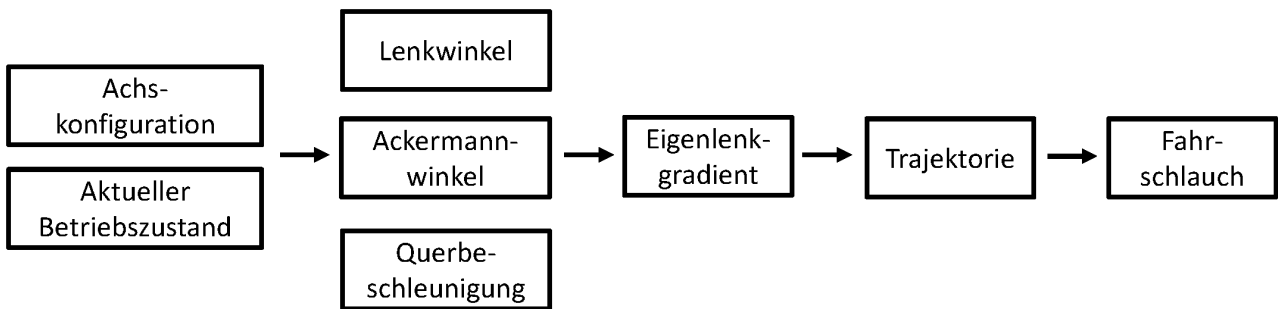 Achs-
konfiguration
Aktueller
Betriebszustand
Lenkwinkel
Ackermann-
winkel
Querbe-
schleunigung
Eigenlenk-
gradient
Trajektorie
Fahr-
schlauch